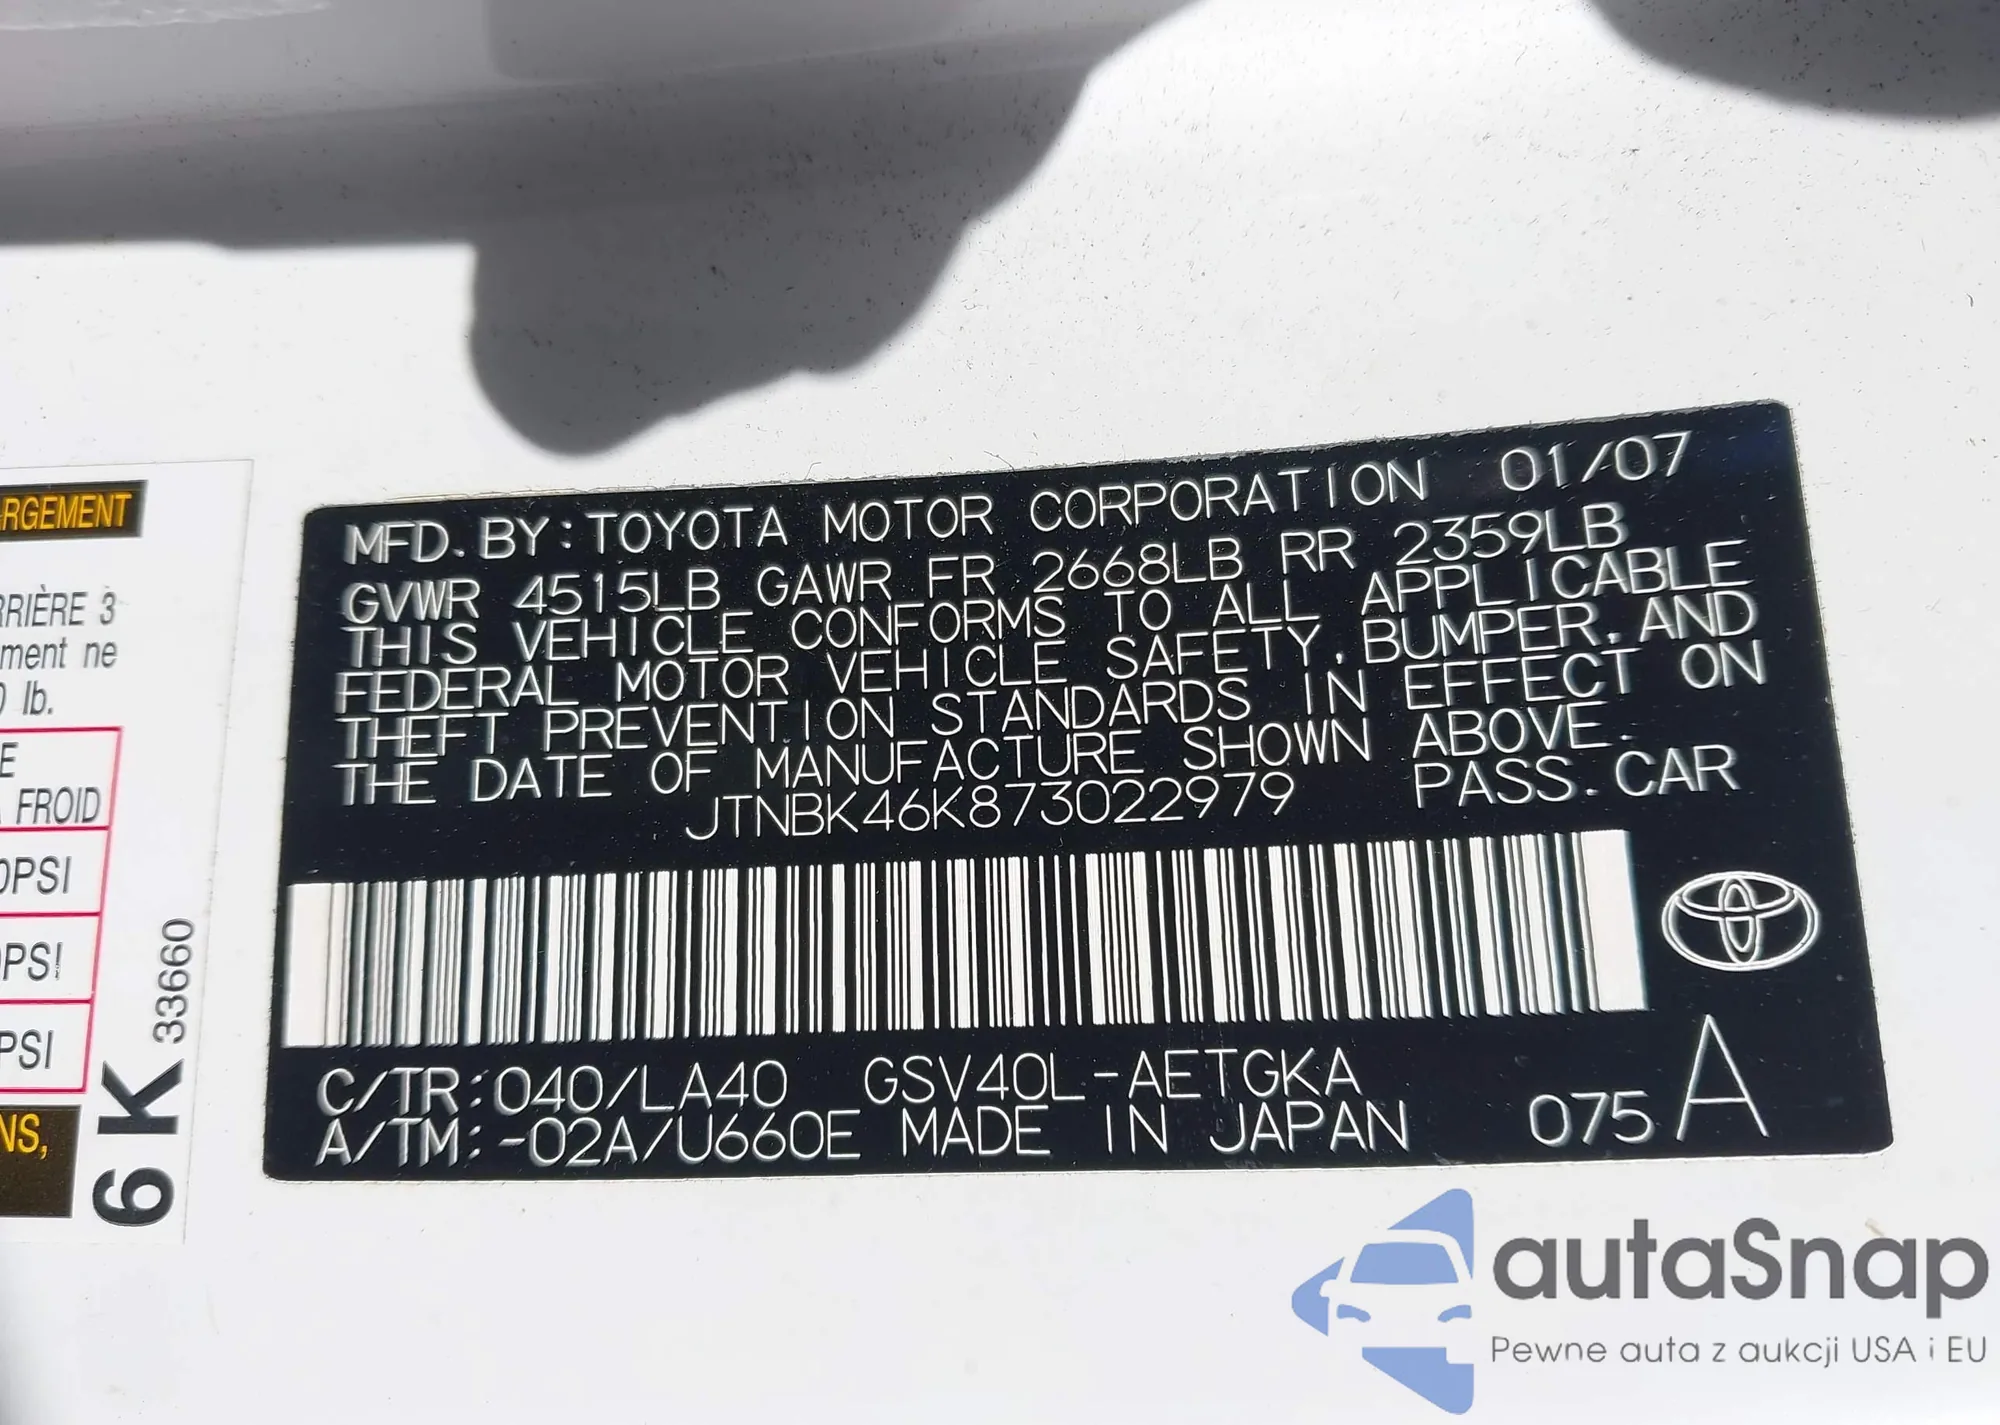 RGEMENT
RRIÈRE 3
ment ne
lb.
E
FROID
0PSI
0PSI
PSI
NS,
6K 33660
MFD. BY: TOYOTA MOTOR CORPORATION 01/07
GVWR 4515LB GAWR FR 2668LB RR 2359LB
THIS VEHICLE CONFORMS TO ALL APPLICABLE
FEDERAL MOTOR VEHICLE SAFETY, BUMPER, AND
THEFT PREVENTION STANDARDS IN EFFECT ON
THE DATE OF MANUFACTURE SHOWN ABOVE.
JTNBK46K873022979 PASS. CAR
C/TR: 040/LA40 GSV40L-AETGKA
A/TM: -02A/U660E MADE IN JAPAN 075 A
autaSnap
Pewne auta z aukcji USA i EU